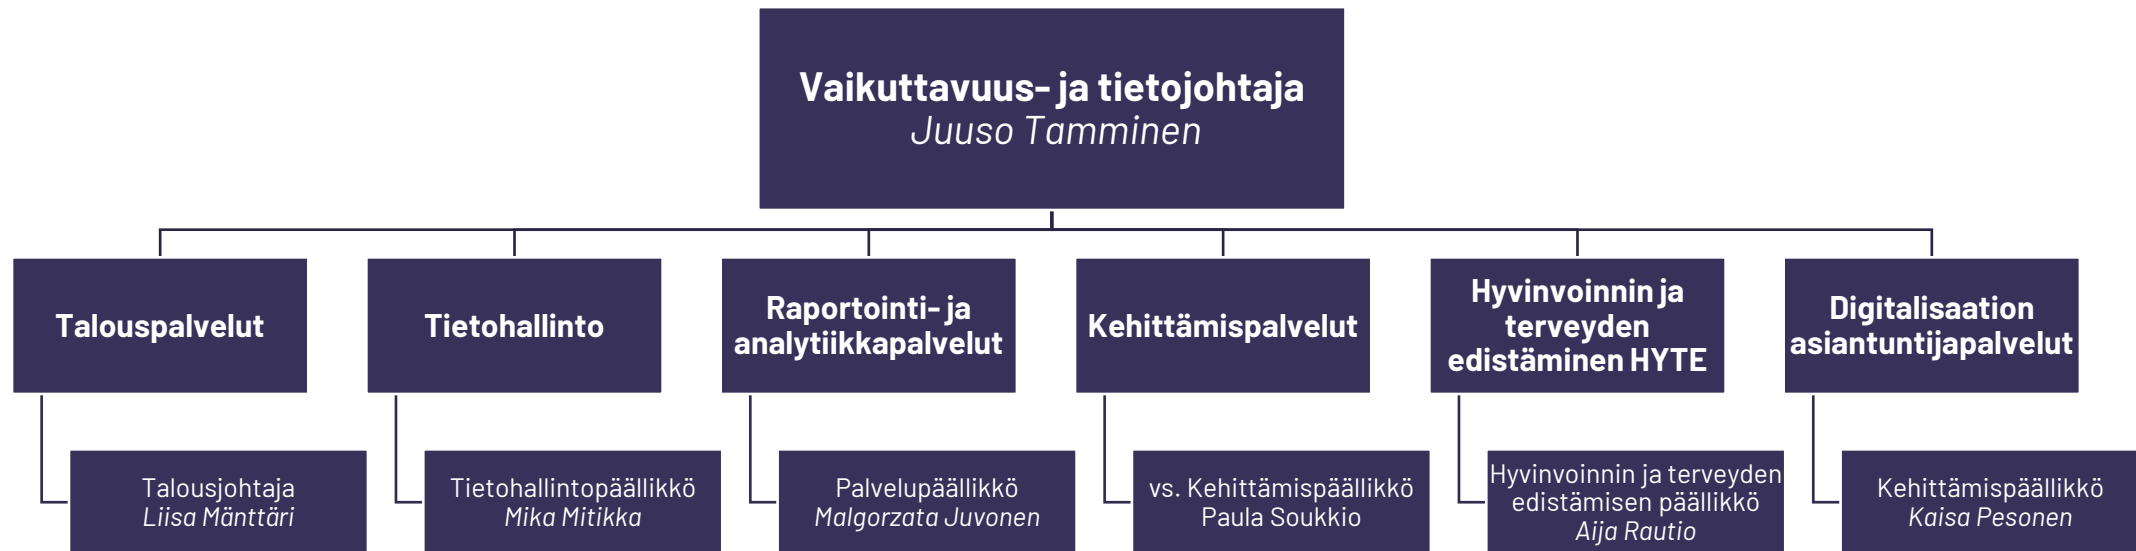 Vaikuttavuus- ja tietojohtaja
Juuso Tamminen
Talouspalvelut
Tietohallinto
Raportointi- ja
analytiikkapalvelut
Kehittämispalvelut
Hyvinvoinnin ja
terveyden
edistäminen HYTE
Digitalisaation
asiantuntijapalvelut
Talousjohtaja
Liisa Mänttäri
Tietohallintopäällikkö
Mika Mitikka
Palvelupäällikkö
Malgorzata Juvonen
vs. Kehittämispäällikkö
Paula Soukkio
Hyvinvoinnin ja terveyden
edistämisen päällikkö
Aija Rautio
Kehittämispäällikkö
Kaisa Pesonen